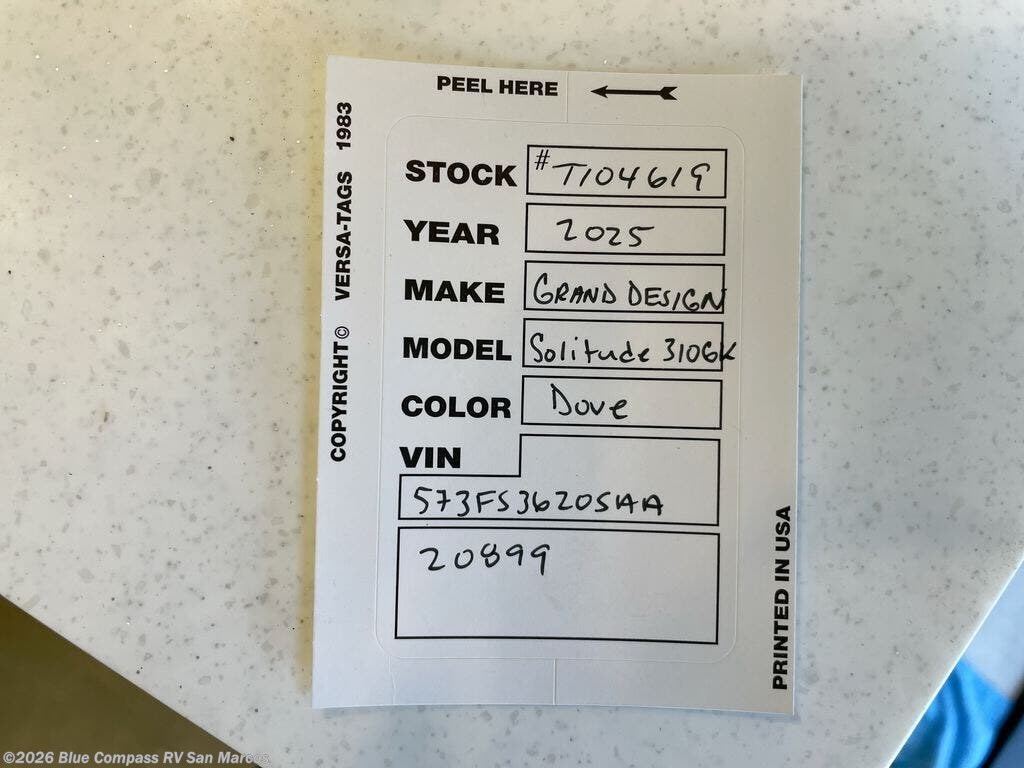 PEEL HERE
COPYRIGHT© VERSA-TAGS 1983
STOCK #T104619
YEAR 2025
MAKE GRAND DESIGN
MODEL Solitude 310GK
COLOR Dove
VIN
573FS3620SAA
20899
PRINTED IN USA
©2026 Blue Compass RV San Marcos